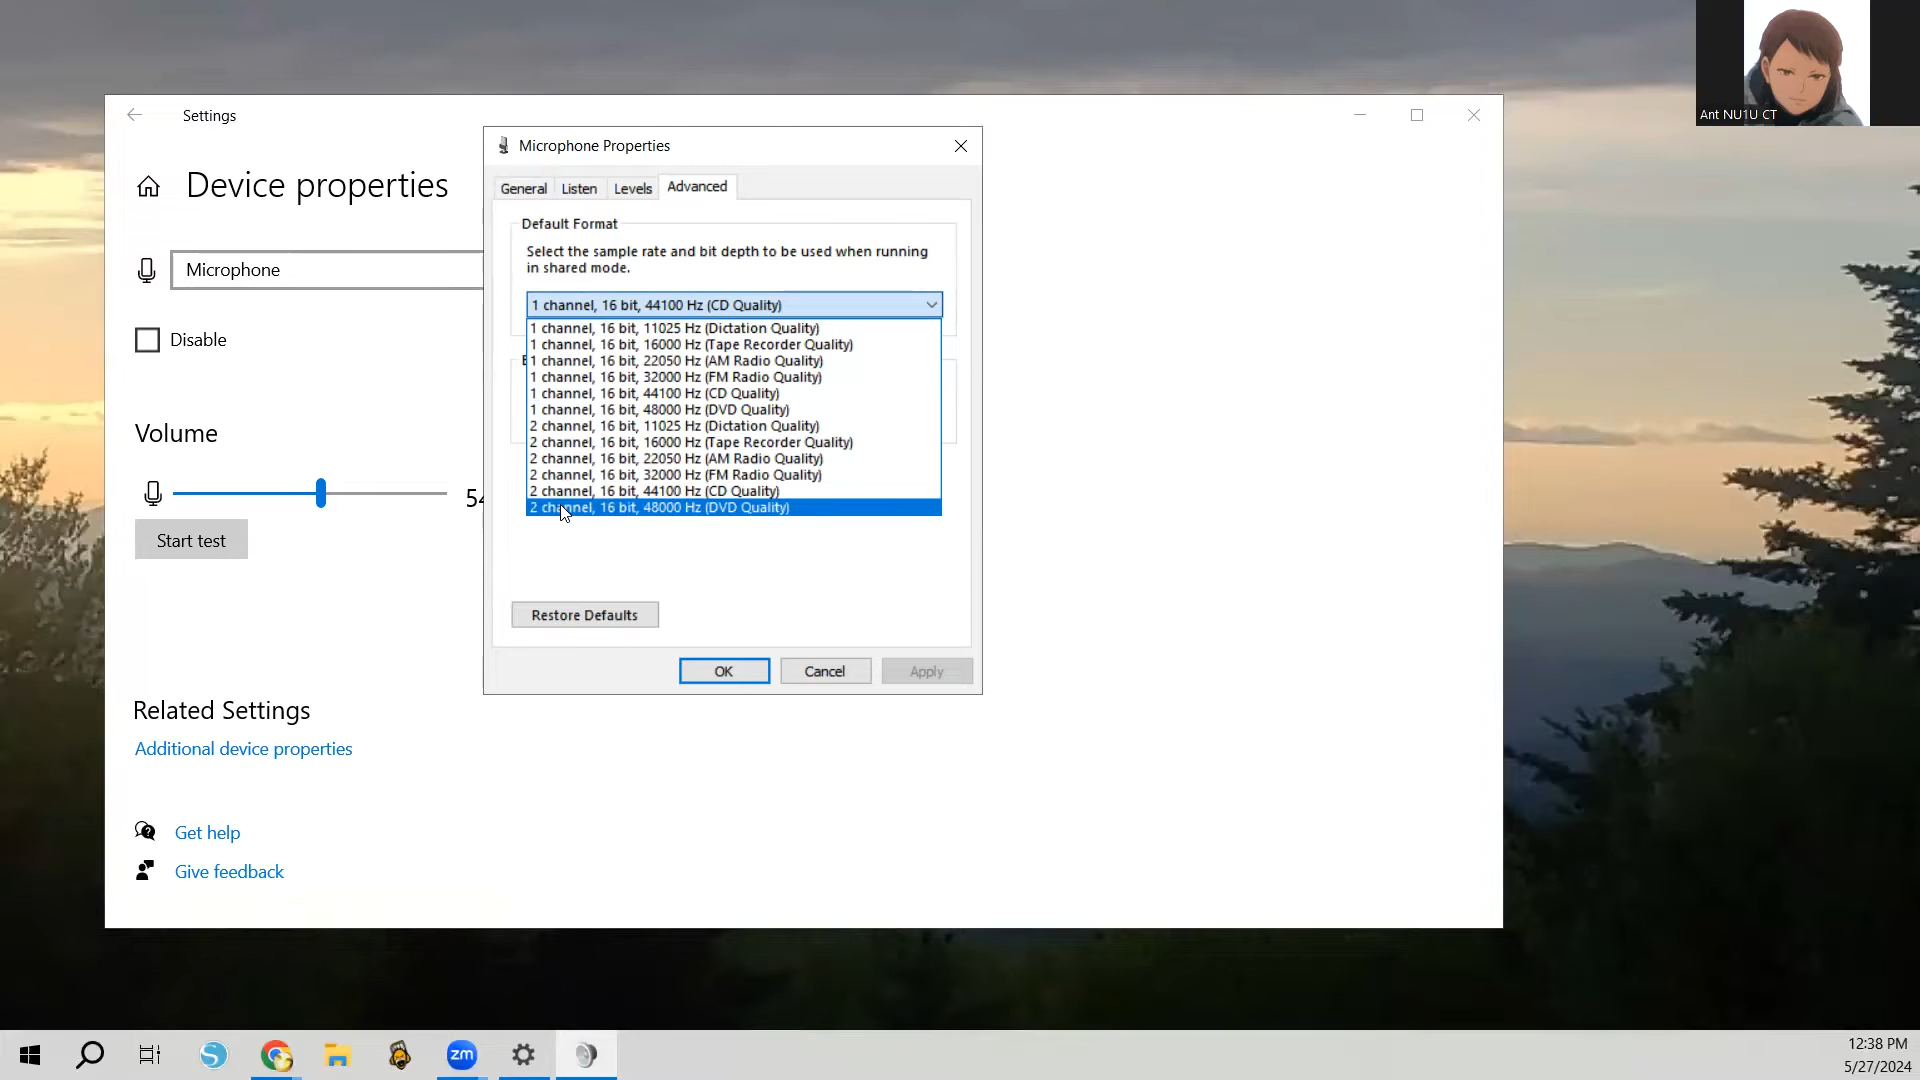 Ant NU1U CT
Settings
Device properties
Microphone
Disable
Volume
54
Start test
Related Settings
Additional device properties
Get help
Give feedback
Microphone Properties
General
Listen
Levels
Advanced
Default Format
Select the sample rate and bit depth to be used when running
in shared mode.
1 channel, 16 bit, 44100 Hz (CD Quality)
1 channel, 16 bit, 11025 Hz (Dictation Quality)
1 channel, 16 bit, 16000 Hz (Tape Recorder Quality)
1 channel, 16 bit, 22050 Hz (AM Radio Quality)
1 channel, 16 bit, 32000 Hz (FM Radio Quality)
1 channel, 16 bit, 44100 Hz (CD Quality)
1 channel, 16 bit, 48000 Hz (DVD Quality)
2 channel, 16 bit, 11025 Hz (Dictation Quality)
2 channel, 16 bit, 16000 Hz (Tape Recorder Quality)
2 channel, 16 bit, 22050 Hz (AM Radio Quality)
2 channel, 16 bit, 32000 Hz (FM Radio Quality)
2 channel, 16 bit, 44100 Hz (CD Quality)
2 channel, 16 bit, 48000 Hz (DVD Quality)
Restore Defaults
OK
Cancel
Apply
zm
12:38 PM
5/27/2024